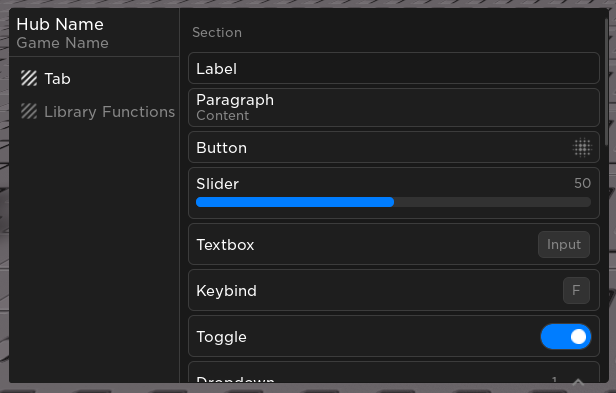 Hub Name
Game Name
Tab
Library Functions
Section
Label
Paragraph
Content
Button
Slider 50
Textbox Input
Keybind F
Toggle
Dropdown 1